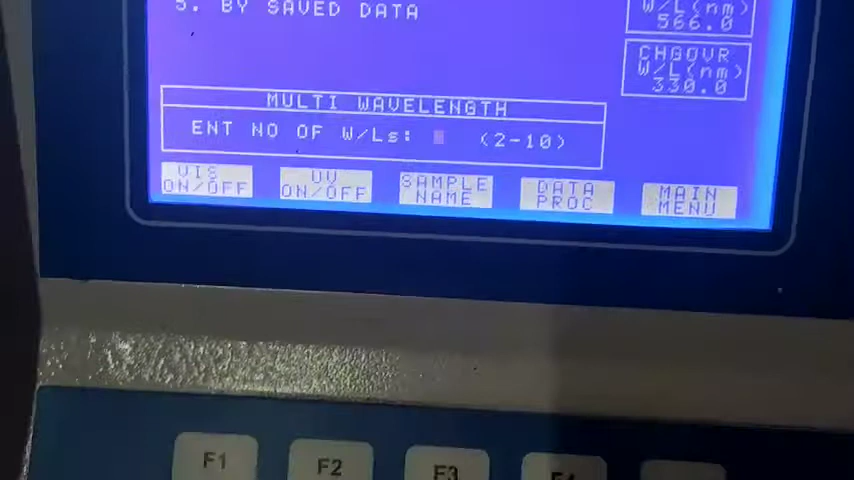 5. BY SAVED DATA
W/L(nm)
566.0
CHGOVR
W/L(nm)
330.0
MULTI WAVELENGTH
ENT NO OF W/Ls: (2-10)
VIS
ON/OFF
UV
ON/OFF
SAMPLE
NAME
DATA
PROC
MAIN
MENU
F1
F2
F3
F4